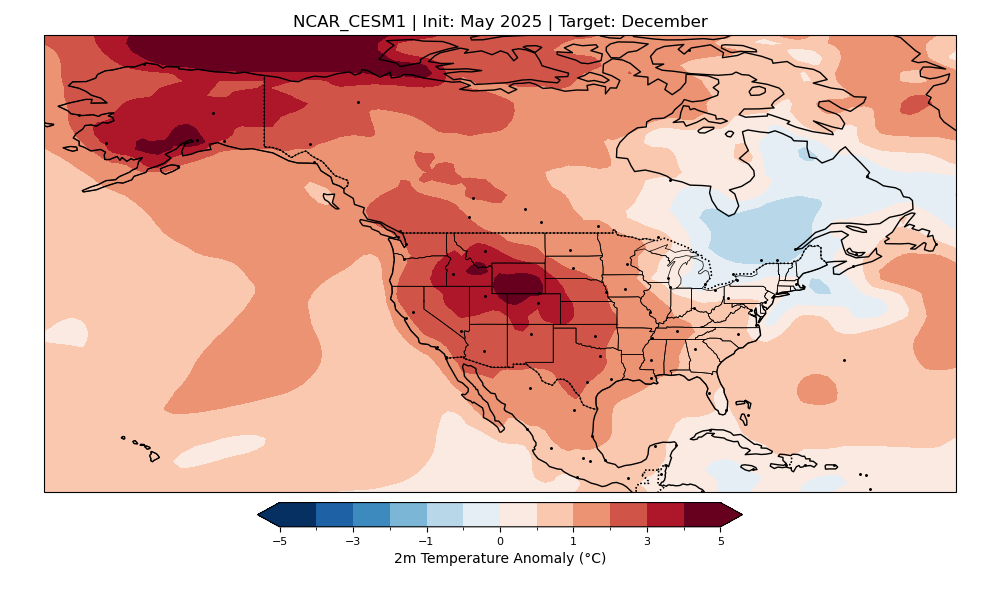 NCAR_CESM1 | Init: May 2025 | Target: December
−5 −3 −1 0 1 3 5
2m Temperature Anomaly (°C)